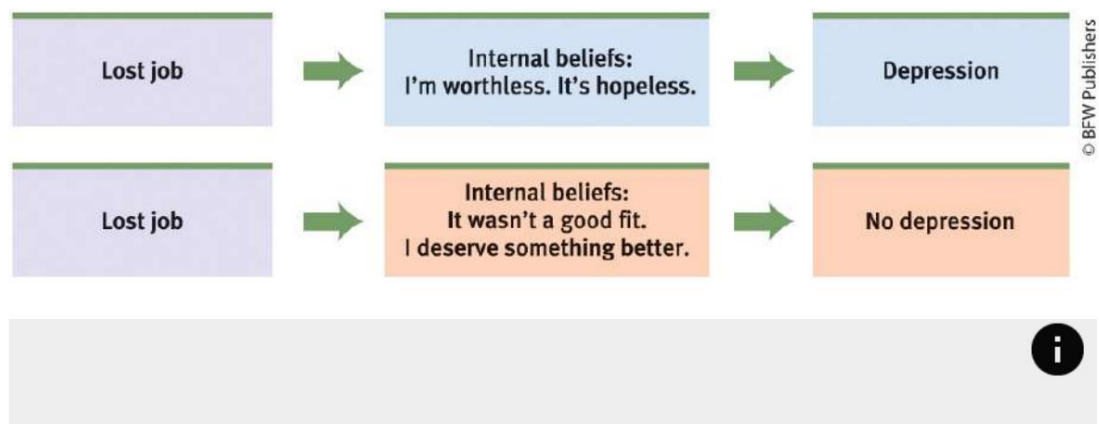 Lost job
Internal beliefs:
I'm worthless. It's hopeless.
Depression
Lost job
Internal beliefs:
It wasn't a good fit.
I deserve something better.
No depression
© BFW Publishers
i